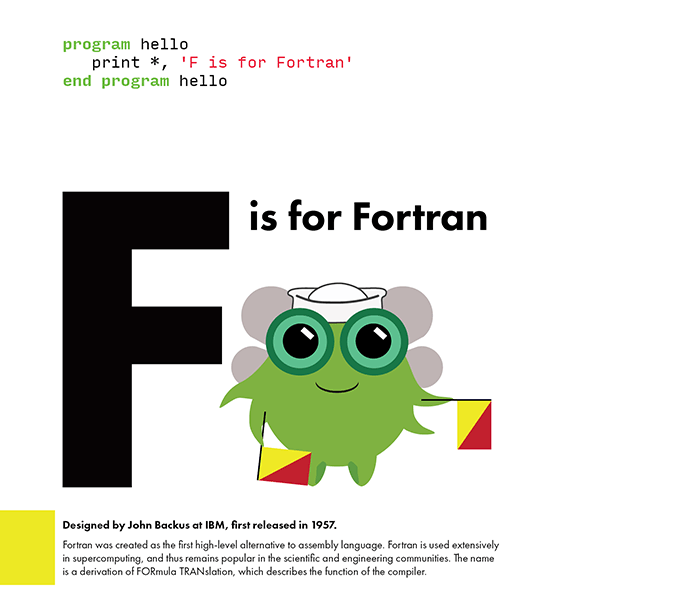 program hello
   print *, 'F is for Fortran'
end program hello
F is for Fortran
Designed by John Backus at IBM, first released in 1957.
Fortran was created as the first high-level alternative to assembly language. Fortran is used extensively
in supercomputing, and thus remains popular in the scientific and engineering communities. The name
is a derivation of FORmula TRANslation, which describes the function of the compiler.